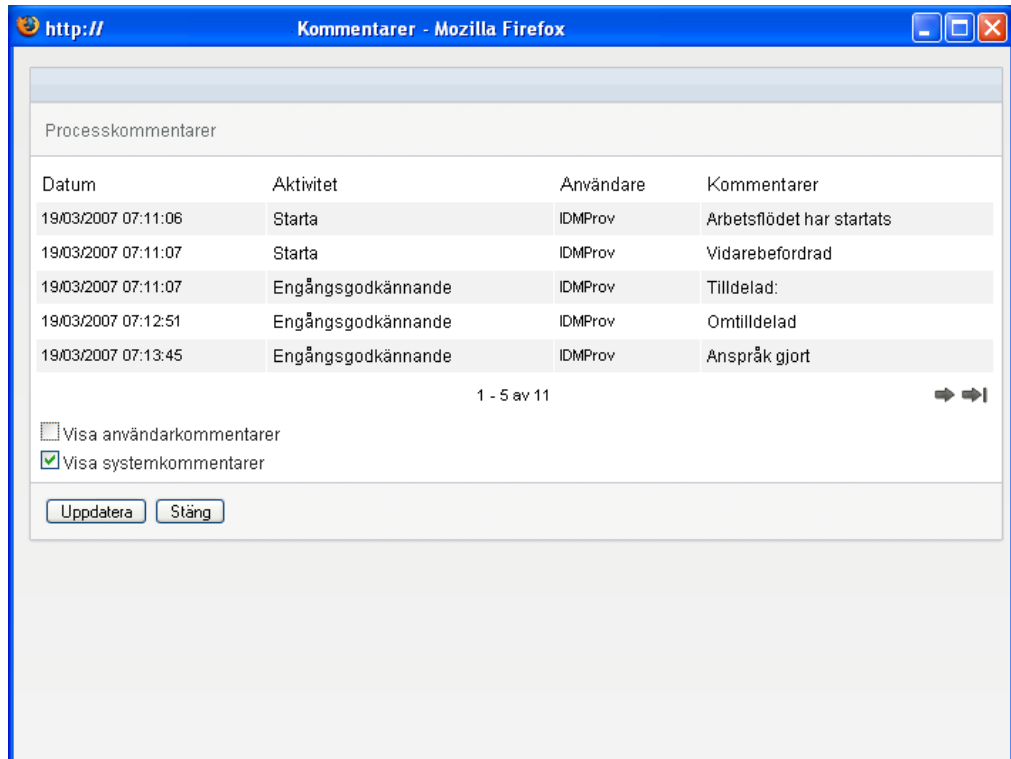 http:// Kommentarer - Mozilla Firefox
Processkommentarer
Datum Aktivitet Användare Kommentarer
19/03/2007 07:11:06 Starta IDMProv Arbetsflödet har startats
19/03/2007 07:11:07 Starta IDMProv Vidarebefordrad
19/03/2007 07:11:07 Engångsgodkännande IDMProv Tilldelad:
19/03/2007 07:12:51 Engångsgodkännande IDMProv Omtilldelad
19/03/2007 07:13:45 Engångsgodkännande IDMProv Anspråk gjort
1 - 5 av 11
Visa användarkommentarer
Visa systemkommentarer
Uppdatera Stäng